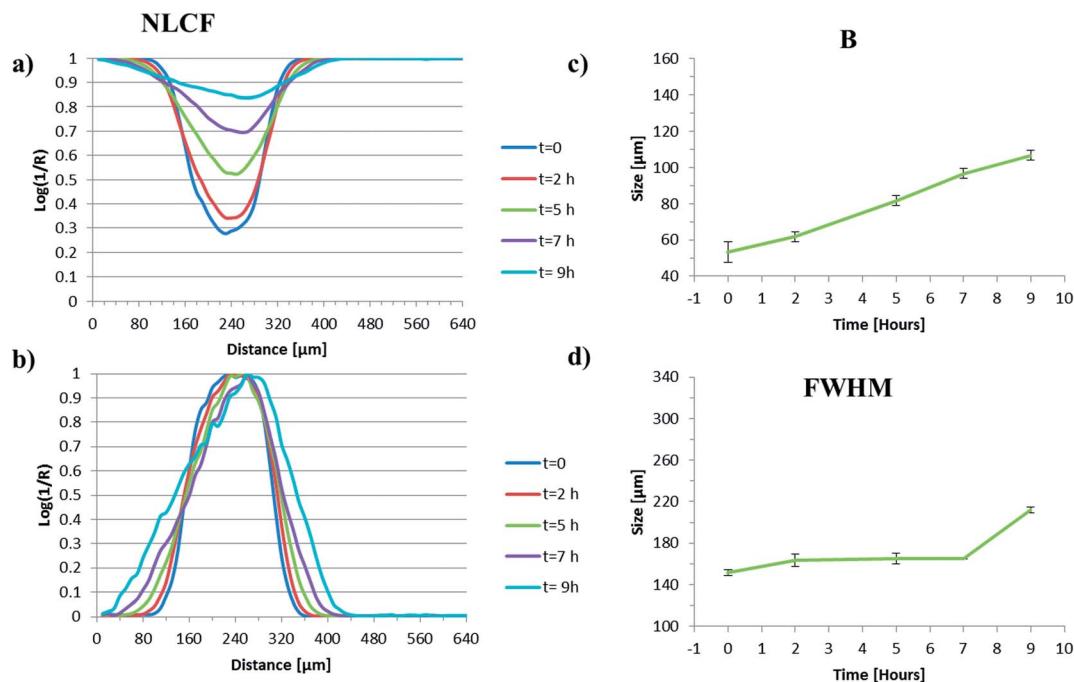 NLCF
a)
Log(1/R)
1
0.9
0.8
0.7
0.6
0.5
0.4
0.3
0.2
0.1
0
0 80 160 240 320 400 480 560 640
Distance [µm]
t=0
t=2 h
t=5 h
t=7 h
t= 9h
B
c)
Size [µm]
160
140
120
100
80
60
40
-1 0 1 2 3 4 5 6 7 8 9 10
Time [Hours]
b)
Log(1/R)
1
0.9
0.8
0.7
0.6
0.5
0.4
0.3
0.2
0.1
0
0 80 160 240 320 400 480 560 640
Distance [µm]
t=0
t=2 h
t=5 h
t=7 h
t= 9h
d)
FWHM
Size [µm]
340
300
260
220
180
140
100
-1 0 1 2 3 4 5 6 7 8 9 10
Time [Hours]